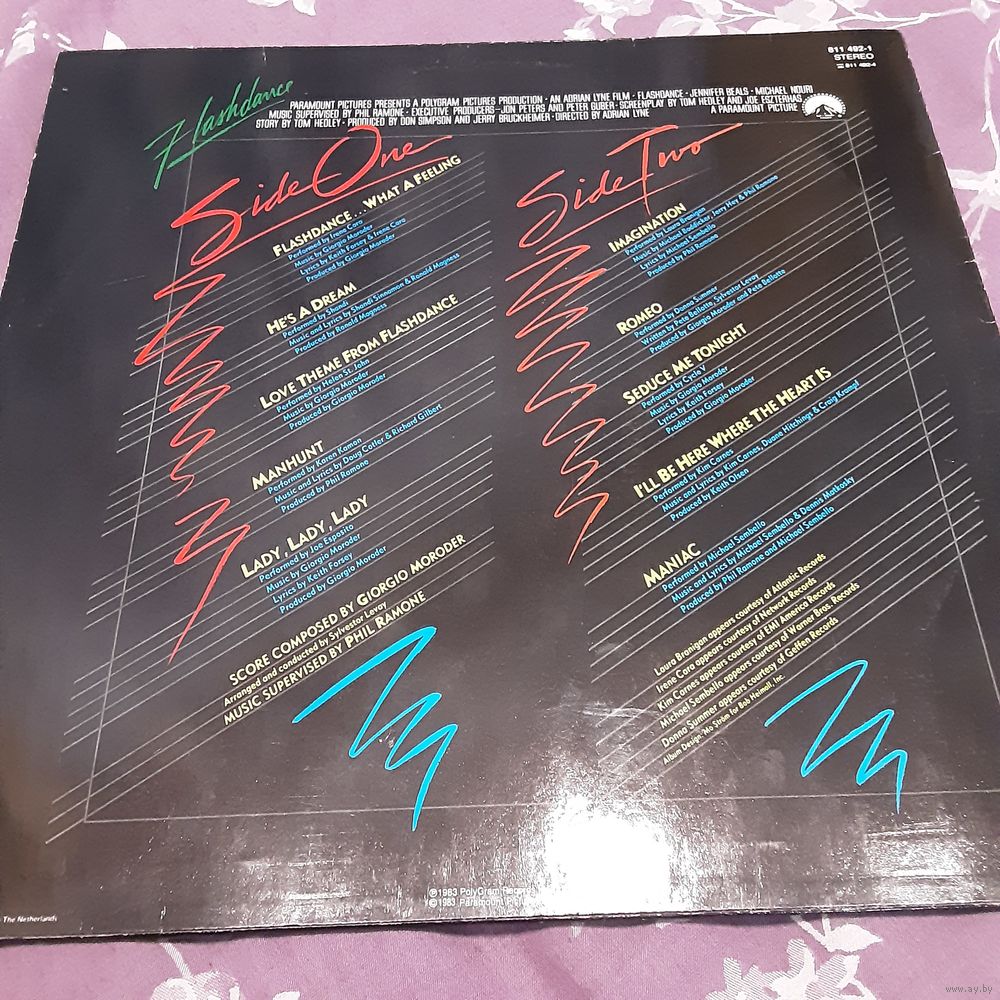 Flashdance
811 492-1
STEREO
811 492-4
PARAMOUNT PICTURES PRESENTS A POLYGRAM PICTURES PRODUCTION · AN ADRIAN LYNE FILM · FLASHDANCE · JENNIFER BEALS · MICHAEL NOURI
MUSIC SUPERVISED BY PHIL RAMONE · EXECUTIVE PRODUCERS · JON PETERS AND PETER GUBER · SCREENPLAY BY TOM HEDLEY AND JOE ESZTERHAS
STORY BY TOM HEDLEY · PRODUCED BY DON SIMPSON AND JERRY BRUCKHEIMER · DIRECTED BY ADRIAN LYNE
A PARAMOUNT PICTURE
Side One
FLASHDANCE...WHAT A FEELING
Performed by Irene Cara
Music by Giorgio Moroder
Lyrics by Keith Forsey & Irene Cara
Produced by Giorgio Moroder
HE'S A DREAM
Performed by Shandi
Music and Lyrics by Shandi Sinnamon & Ronald Magness
Produced by Ronald Magness
LOVE THEME FROM FLASHDANCE
Performed by Helen St. John
Music by Giorgio Moroder
Produced by Giorgio Moroder
MANHUNT
Performed by Karen Kamon
Music and Lyrics by Doug Cotler & Richard Gilbert
Produced by Phil Ramone
LADY, LADY, LADY
Performed by Joe Esposito
Music by Giorgio Moroder
Lyrics by Keith Forsey
Produced by Giorgio Moroder
SCORE COMPOSED BY GIORGIO MORODER
Arranged and conducted by Sylvester Levay
MUSIC SUPERVISED BY PHIL RAMONE
Side Two
IMAGINATION
Performed by Laura Branigan
Music by Michael Boddicker, Jerry Hey & Phil Ramone
Lyrics by Michael Sembello
Produced by Phil Ramone
ROMEO
Performed by Donna Summer
Written by Pete Bellotte, Sylvester Levay
Produced by Giorgio Moroder and Pete Bellotte
SEDUCE ME TONIGHT
Performed by Cycle V
Music by Giorgio Moroder
Lyrics by Keith Forsey
Produced by Giorgio Moroder
I'LL BE HERE WHERE THE HEART IS
Performed by Kim Carnes
Music and Lyrics by Kim Carnes, Duane Hitchings & Craig Krampf
Produced by Keith Olsen
MANIAC
Performed by Michael Sembello
Music and Lyrics by Michael Sembello & Dennis Matkosky
Produced by Phil Ramone and Michael Sembello
Laura Branigan appears courtesy of Atlantic Records
Irene Cara appears courtesy of Network Records
Kim Carnes appears courtesy of EMI America Records
Michael Sembello appears courtesy of Warner Bros. Records
Donna Summer appears courtesy of Geffen Records
Album Design: Mo Ström for Bob Heimall, Inc.
℗1983 PolyGram Record
©1983 Paramount Pictu
The Netherlands
www.ay.by